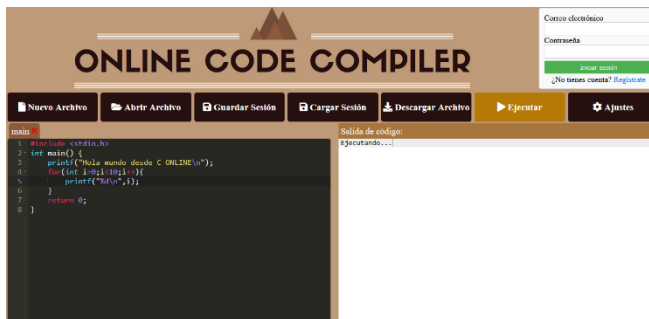 Correo electrónico
Contraseña
ONLINE CODE COMPILER
Iniciar sesión
¿No tienes cuenta? Regístrate
Nuevo Archivo Abrir Archivo Guardar Sesión Cargar Sesión Descargar Archivo Ejecutar Ajustes
main
Salida de código:
1 #include <stdio.h>
Ejecutando...
2 int main() {
3 printf("Hola mundo desde C ONLINE\n");
4 for(int i=0;i<10;i++){
5 printf("%d\n",i);
6 }
7 return 0;
8 }